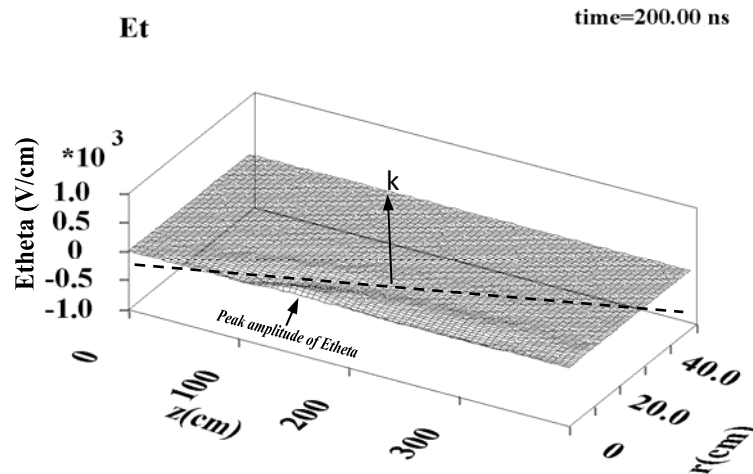 Et
time=200.00 ns
*10 3
Etheta (V/cm)
1.0
0.5
0
-0.5
-1.0
k
Peak amplitude of Etheta
0
100
200
300
z(cm)
0
20.0
40.0
r(cm)